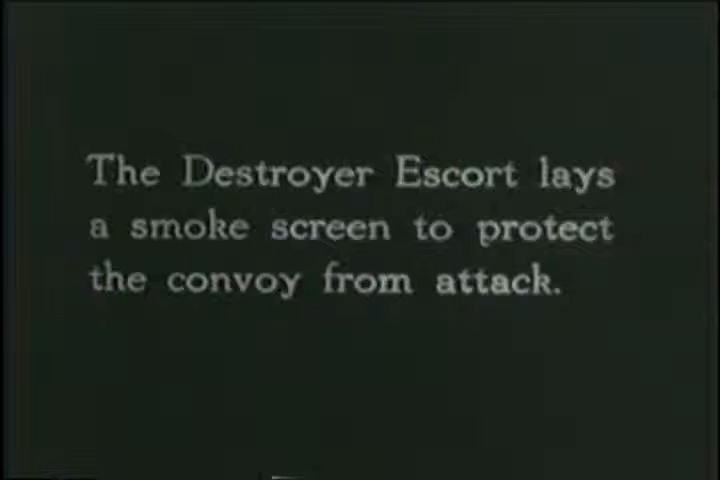 The Destroyer Escort lays
a smoke screen to protect
the convoy from attack.